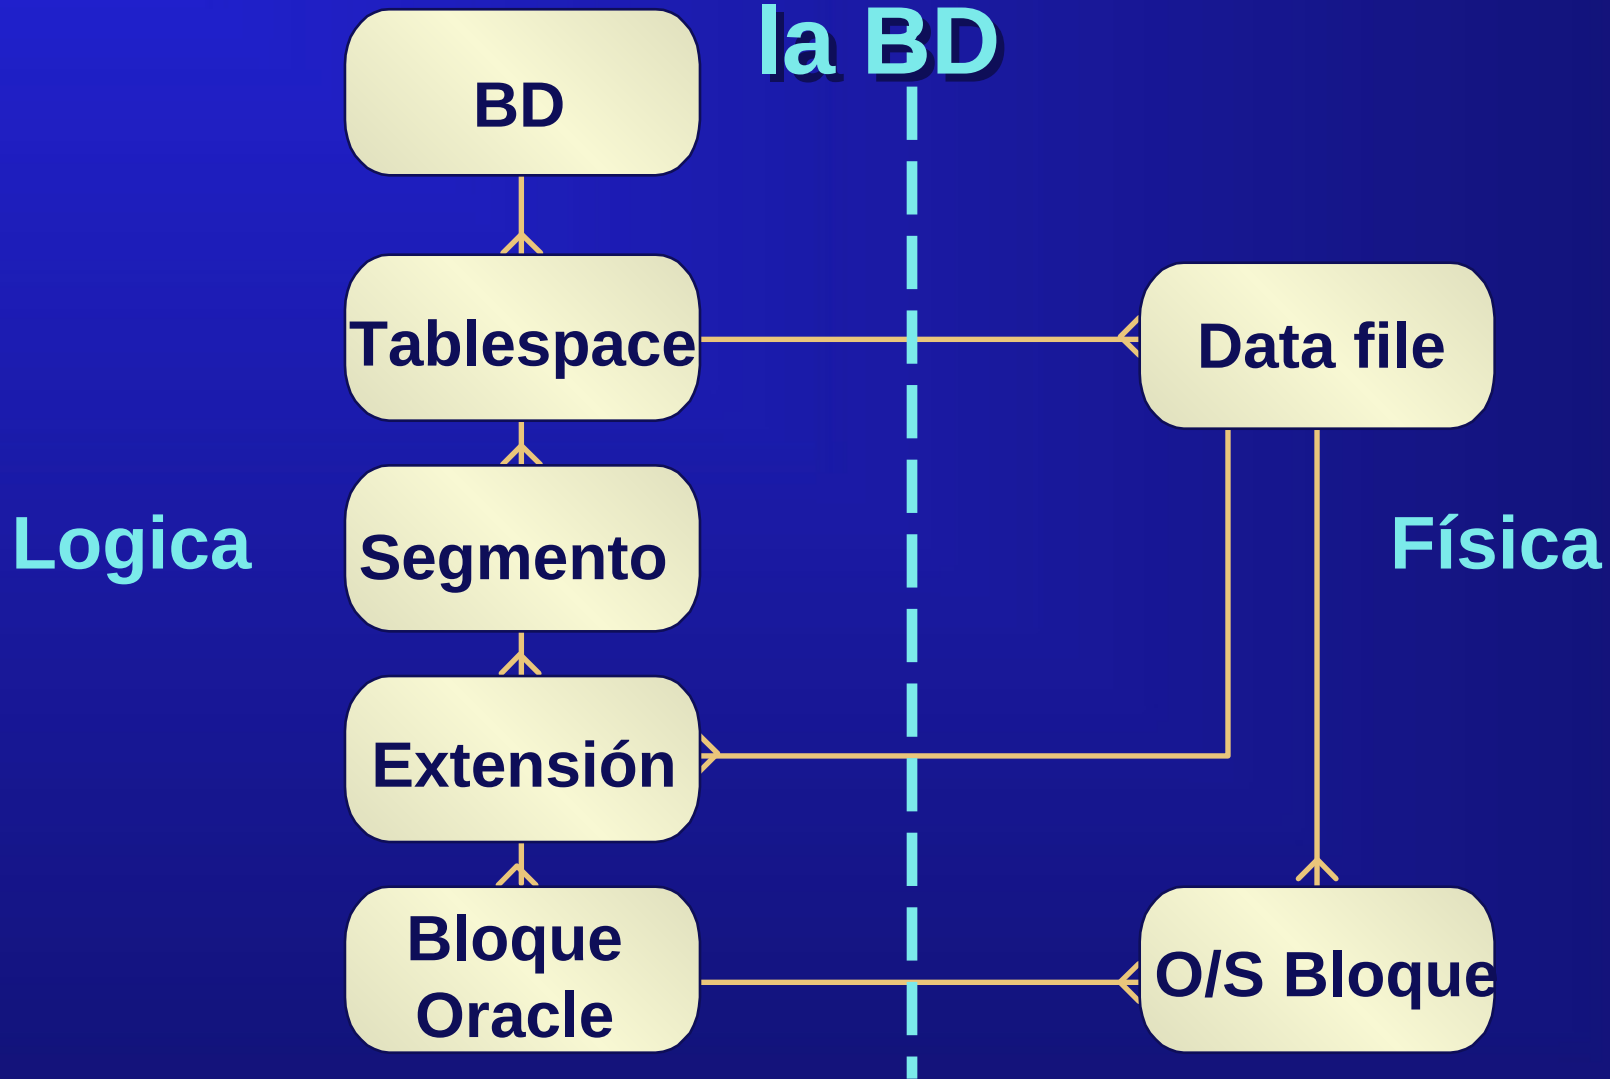 la BD
BD
Tablespace
Data file
Logica
Segmento
Física
Extensión
Bloque
Oracle
O/S Bloque